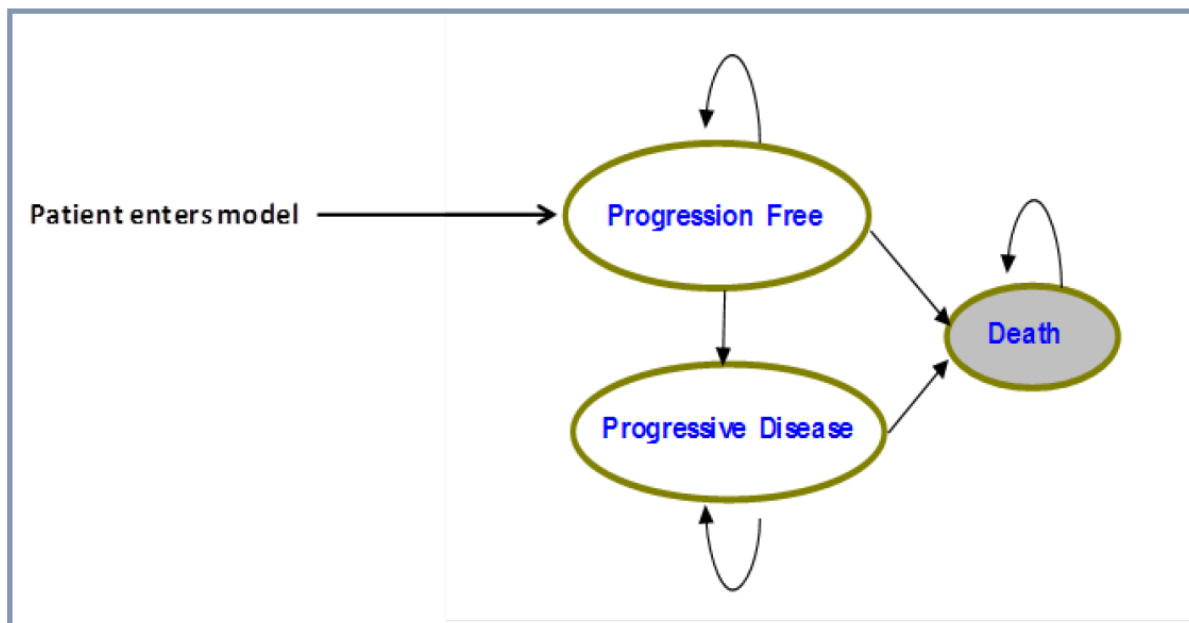 Progression Free
Patient enters model
Death
Progressive Disease